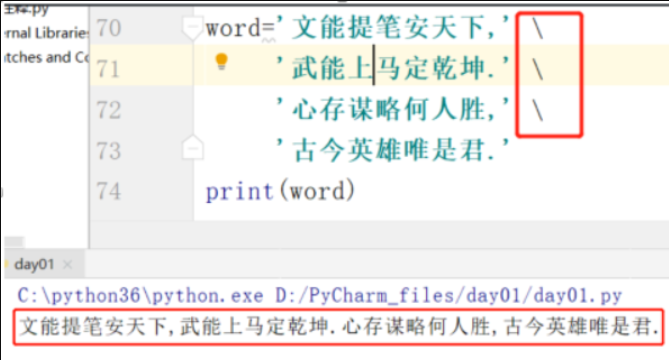 .py
rnal Libraries
tches and Co
70 word='文能提笔安天下,' \
71 '武能上马定乾坤.' \
72 '心存谋略何人胜,' \
73 '古今英雄唯是君.'
74 print(word)
day01 ×
C:\python36\python.exe D:/PyCharm_files/day01/day01.py
文能提笔安天下,武能上马定乾坤.心存谋略何人胜,古今英雄唯是君.